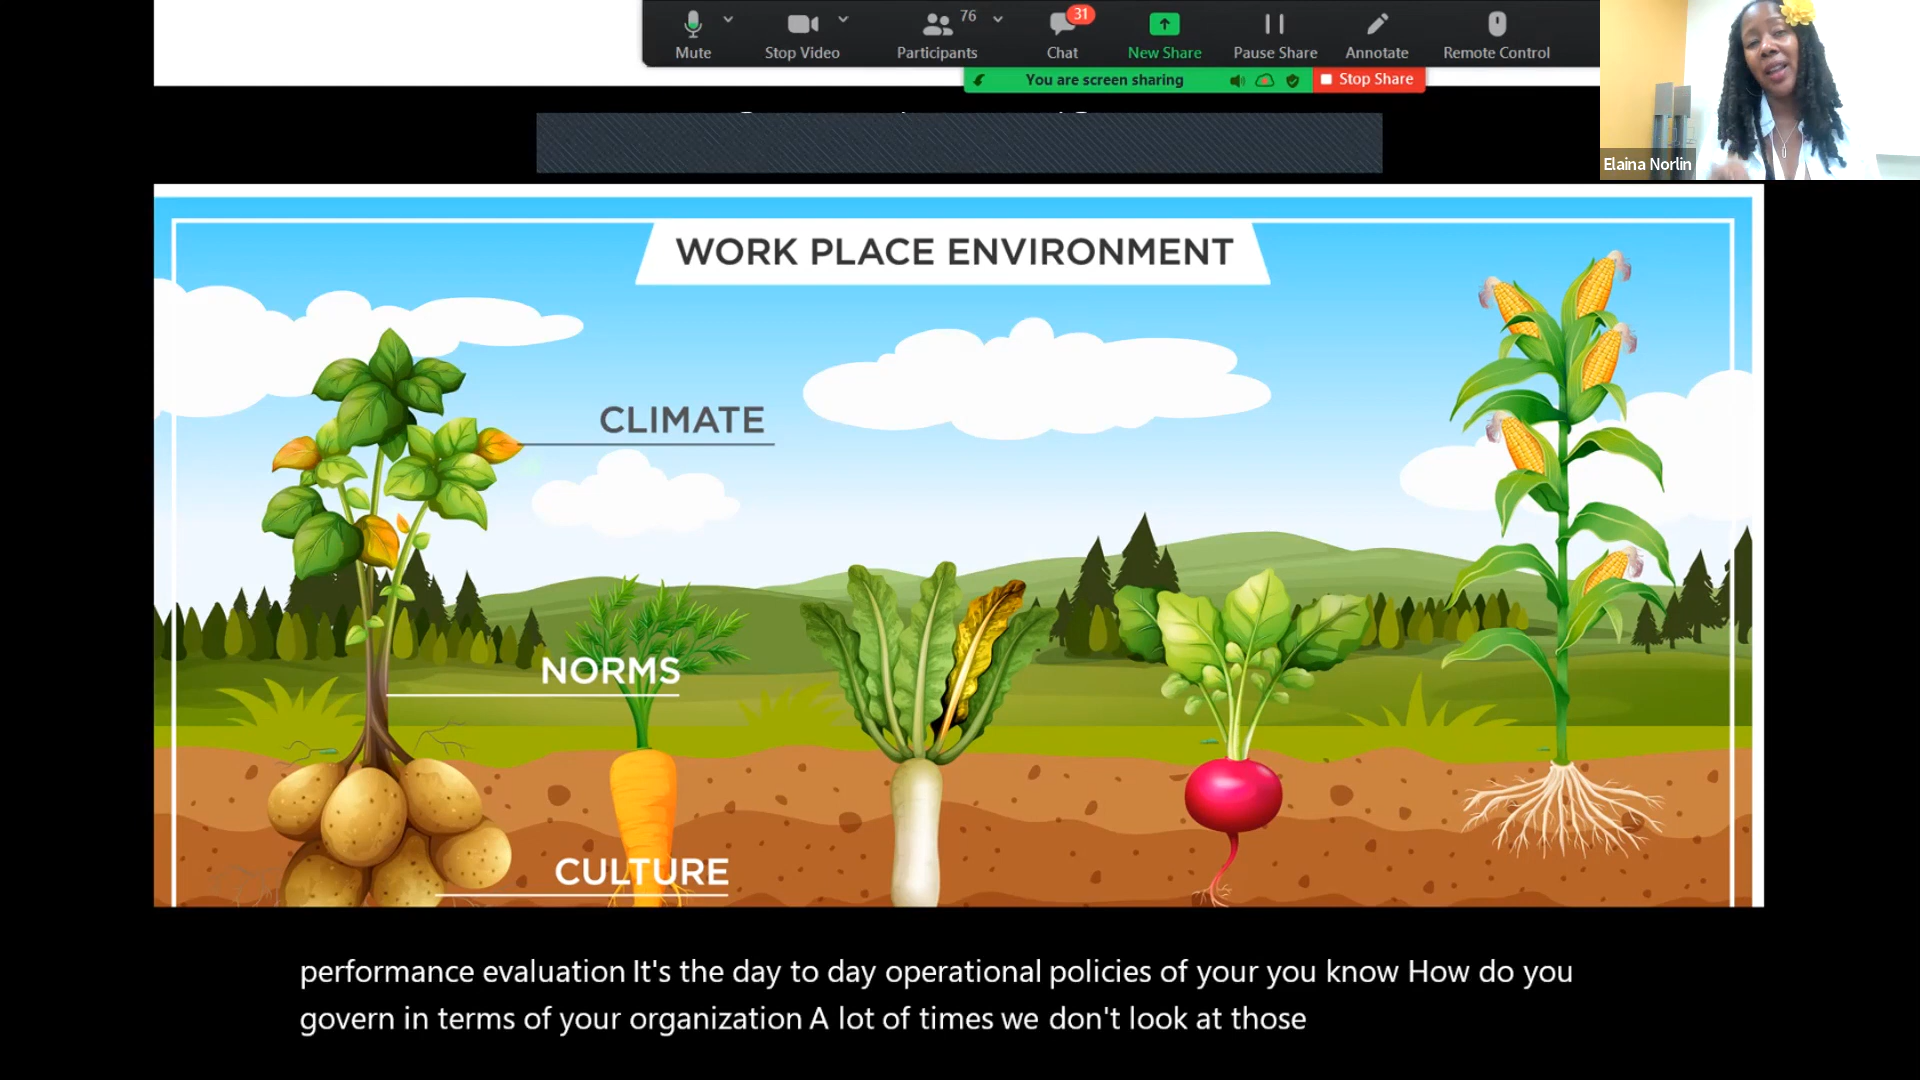 76
31
Mute
Stop Video
Participants
Chat
New Share
Pause Share
Annotate
Remote Control
You are screen sharing
Stop Share
Elaina Norlin
WORK PLACE ENVIRONMENT
CLIMATE
NORMS
CULTURE
performance evaluation It's the day to day operational policies of your you know How do you
govern in terms of your organization A lot of times we don't look at those